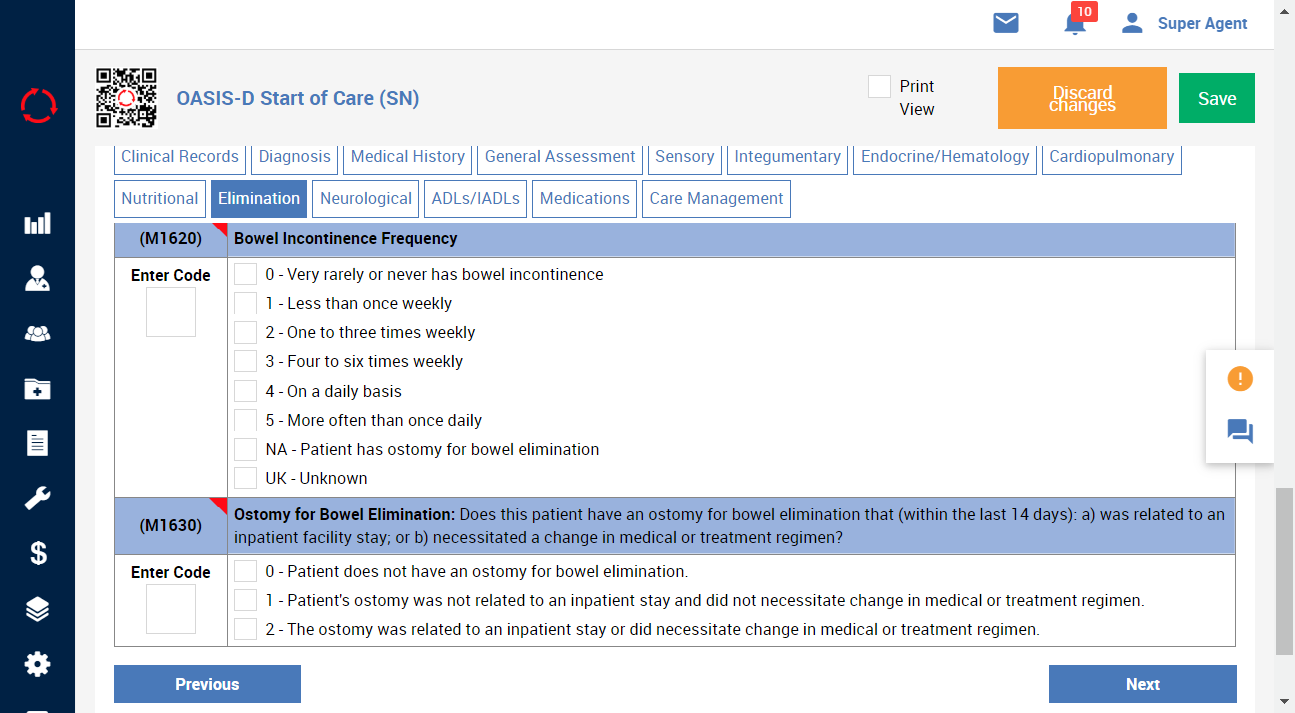 10
Super Agent
OASIS-D Start of Care (SN)
Print
View
Discard
changes
Save
Clinical Records
Diagnosis
Medical History
General Assessment
Sensory
Integumentary
Endocrine/Hematology
Cardiopulmonary
Nutritional
Elimination
Neurological
ADLs/IADLs
Medications
Care Management
(M1620)
Bowel Incontinence Frequency
Enter Code
0 - Very rarely or never has bowel incontinence
1 - Less than once weekly
2 - One to three times weekly
3 - Four to six times weekly
4 - On a daily basis
5 - More often than once daily
NA - Patient has ostomy for bowel elimination
UK - Unknown
(M1630)
Ostomy for Bowel Elimination: Does this patient have an ostomy for bowel elimination that (within the last 14 days): a) was related to an
inpatient facility stay; or b) necessitated a change in medical or treatment regimen?
Enter Code
0 - Patient does not have an ostomy for bowel elimination.
1 - Patient's ostomy was not related to an inpatient stay and did not necessitate change in medical or treatment regimen.
2 - The ostomy was related to an inpatient stay or did necessitate change in medical or treatment regimen.
Previous
Next